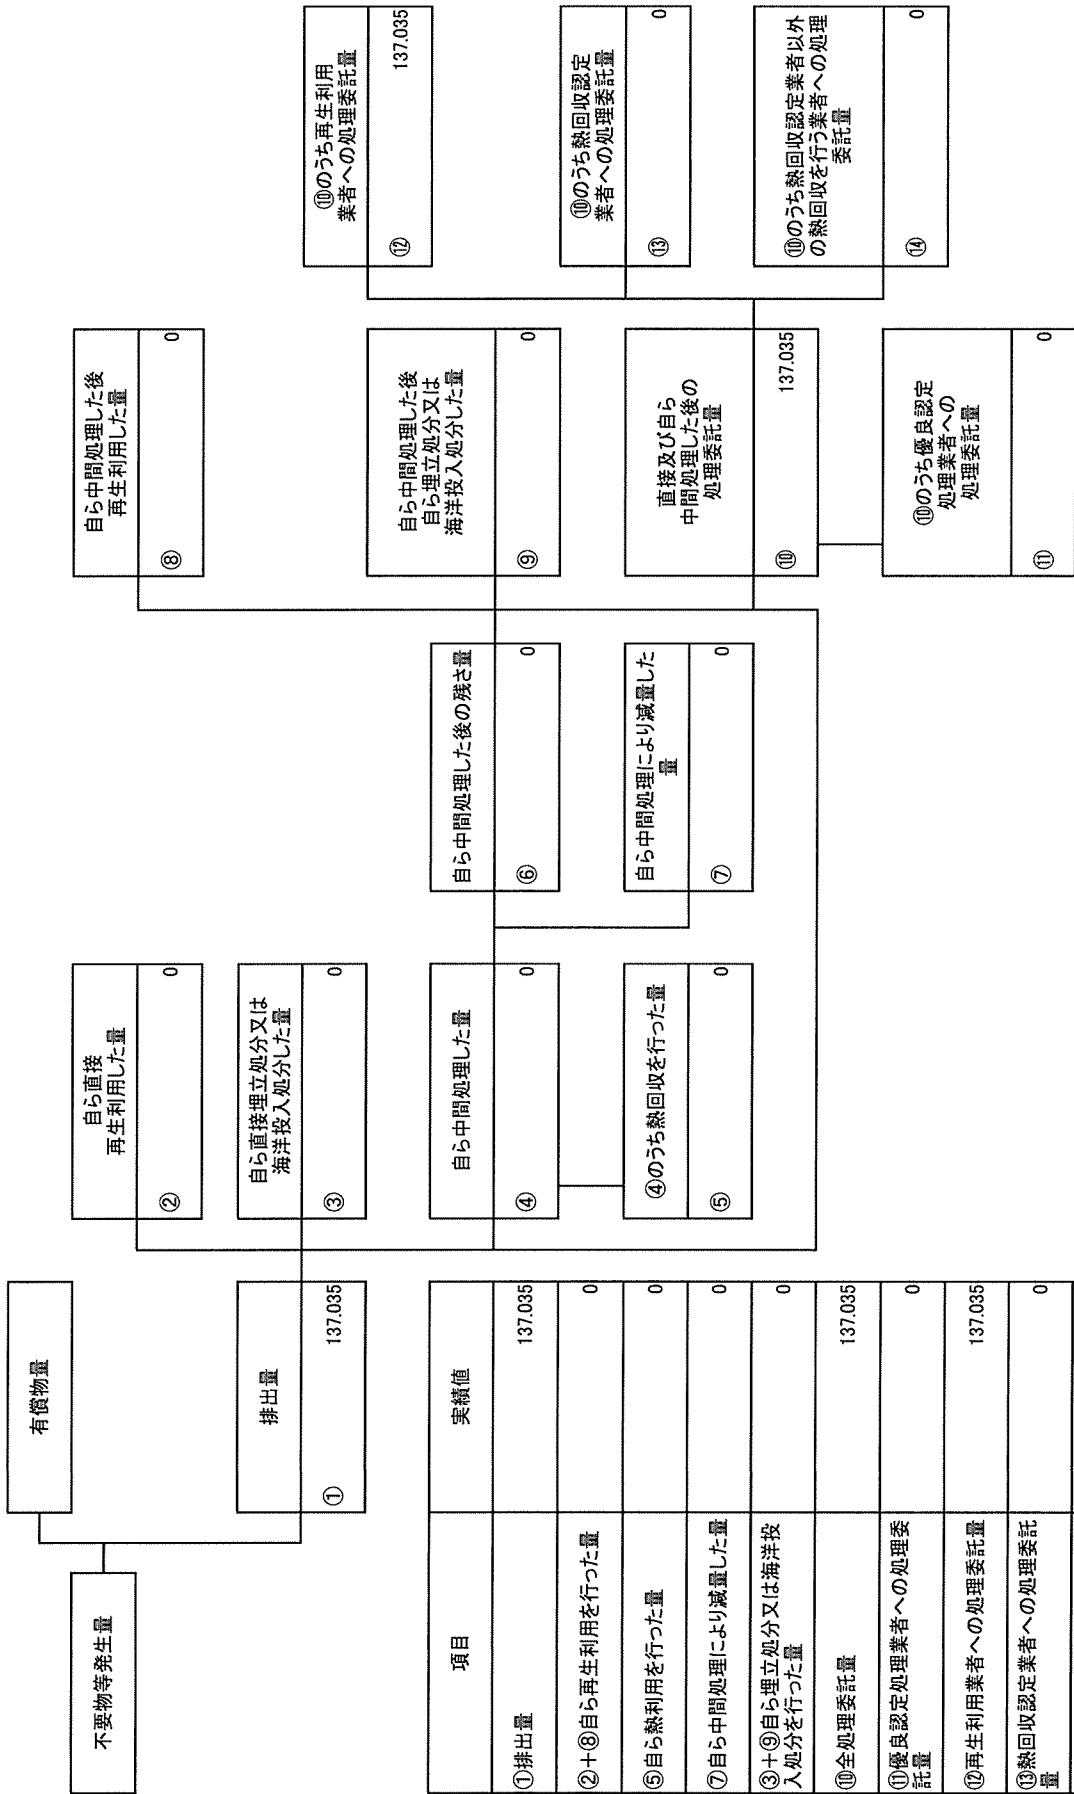 不要物等発生量
有償物量
排出量
① 137.035
自ら直接
再生利用した量
② 0
自ら直接埋立処分又は
海洋投入処分した量
③ 0
自ら中間処理した量
④ 0
④のうち熱回収を行った量
⑤ 0
自ら中間処理した後の残さ量
⑥ 0
自ら中間処理により減量した
量
⑦ 0
自ら中間処理した後
再生利用した量
⑧ 0
自ら中間処理した後
自ら埋立処分又は
海洋投入処分した量
⑨ 0
直接及び自ら
中間処理した後の
処理委託量
⑩ 137.035
⑩のうち優良認定
処理業者への
処理委託量
⑪ 0
⑩のうち再生利用
業者への処理委託量
⑫ 137.035
⑩のうち熱回収認定
業者への処理委託量
⑬ 0
⑩のうち熱回収認定業者以外
の熱回収を行う業者への処理
委託量
⑭ 0
項目 実績値
①排出量 137.035
②+⑧自ら再生利用を行った量 0
⑤自ら熱利用を行った量 0
⑦自ら中間処理により減量した量 0
③+⑨自ら埋立処分又は海洋投
入処分を行った量 0
⑩全処理委託量 137.035
⑪優良認定処理業者への処理委
託量 0
⑫再生利用業者への処理委託量 137.035
⑬熱回収認定業者への処理委託
量 0